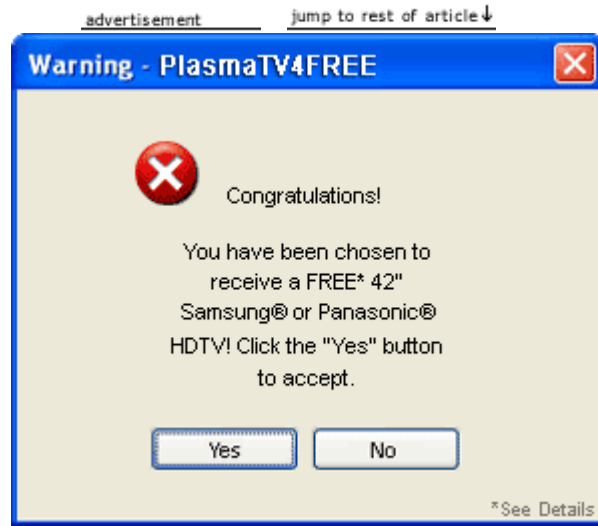 advertisement jump to rest of article↓
Warning - PlasmaTV4FREE
Congratulations!
You have been chosen to
receive a FREE* 42"
Samsung® or Panasonic®
HDTV! Click the "Yes" button
to accept.
Yes No
*See Details